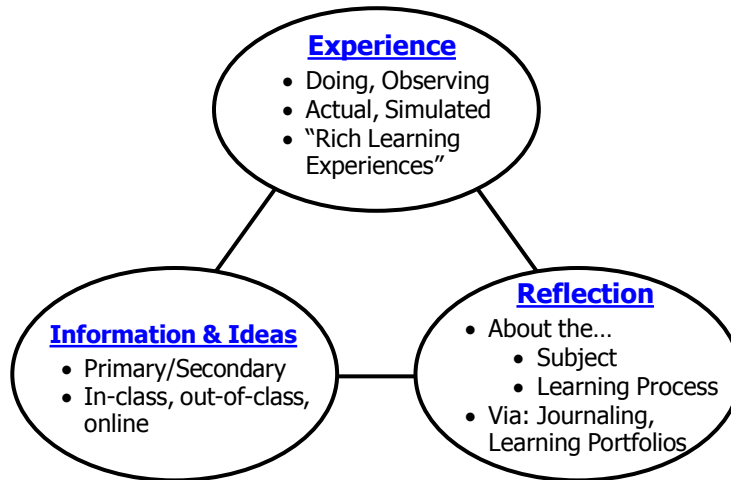 Experience
• Doing, Observing
• Actual, Simulated
• “Rich Learning
Experiences”
Information & Ideas
• Primary/Secondary
• In-class, out-of-class,
online
Reflection
• About the…
• Subject
• Learning Process
• Via: Journaling,
Learning Portfolios